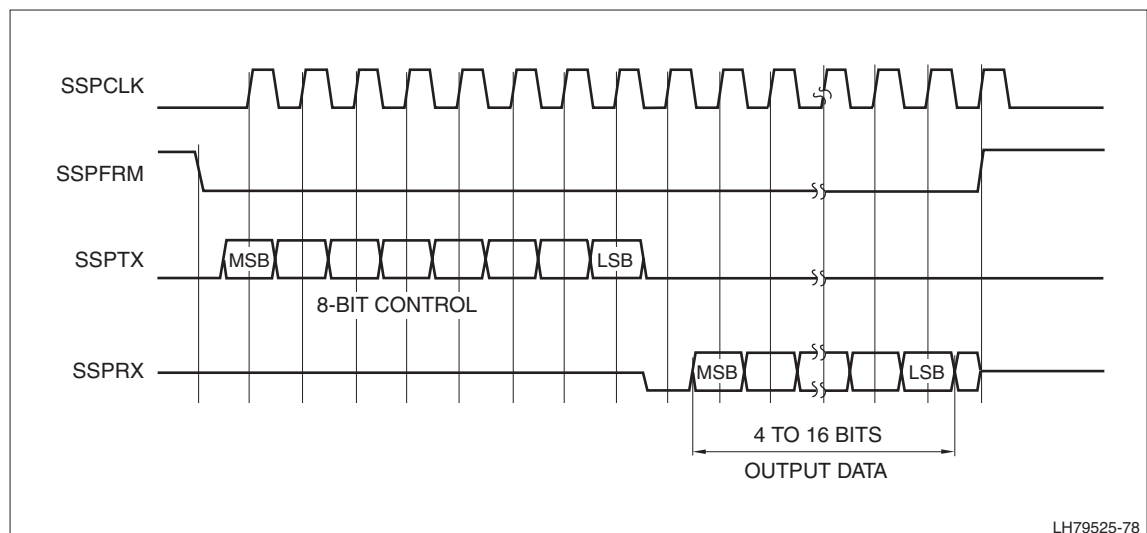 SSPCLK
SSPFRM
SSPTX
MSB
LSB
8-BIT CONTROL
SSPRX
MSB
LSB
4 TO 16 BITS
OUTPUT DATA
LH79525-78